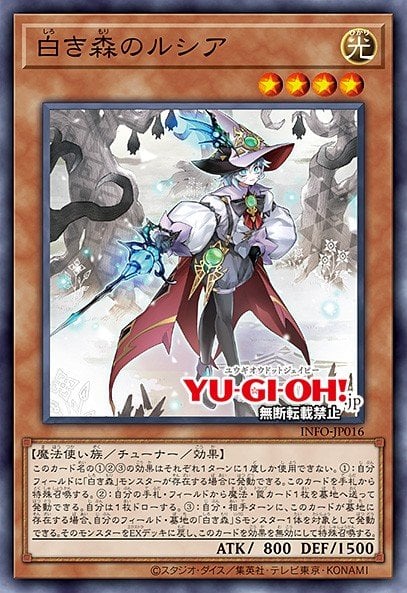 白き森のルシア
光
ユウギオウドットジェイピー
YU-GI-OH!.jp
無断転載禁止
INFO-JP016
【魔法使い族／チューナー／効果】
このカード名の①②③の効果はそれぞれ1ターンに1度しか使用できない。①：自分
フィールドに「白き森」モンスターが存在する場合に発動できる。このカードを手札から
特殊召喚する。②：自分の手札・フィールドから魔法・罠カード1枚を墓地へ送って
発動できる。自分は1枚ドローする。③：自分・相手ターンに、このカードが墓地に
存在する場合、自分のフィールド・墓地の「白き森」Sモンスター1体を対象として発動
できる。そのモンスターをEXデッキに戻し、このカードを効果を無効にして特殊召喚する。
ATK/ 800 DEF/1500
©スタジオ・ダイス／集英社・テレビ東京・KONAMI